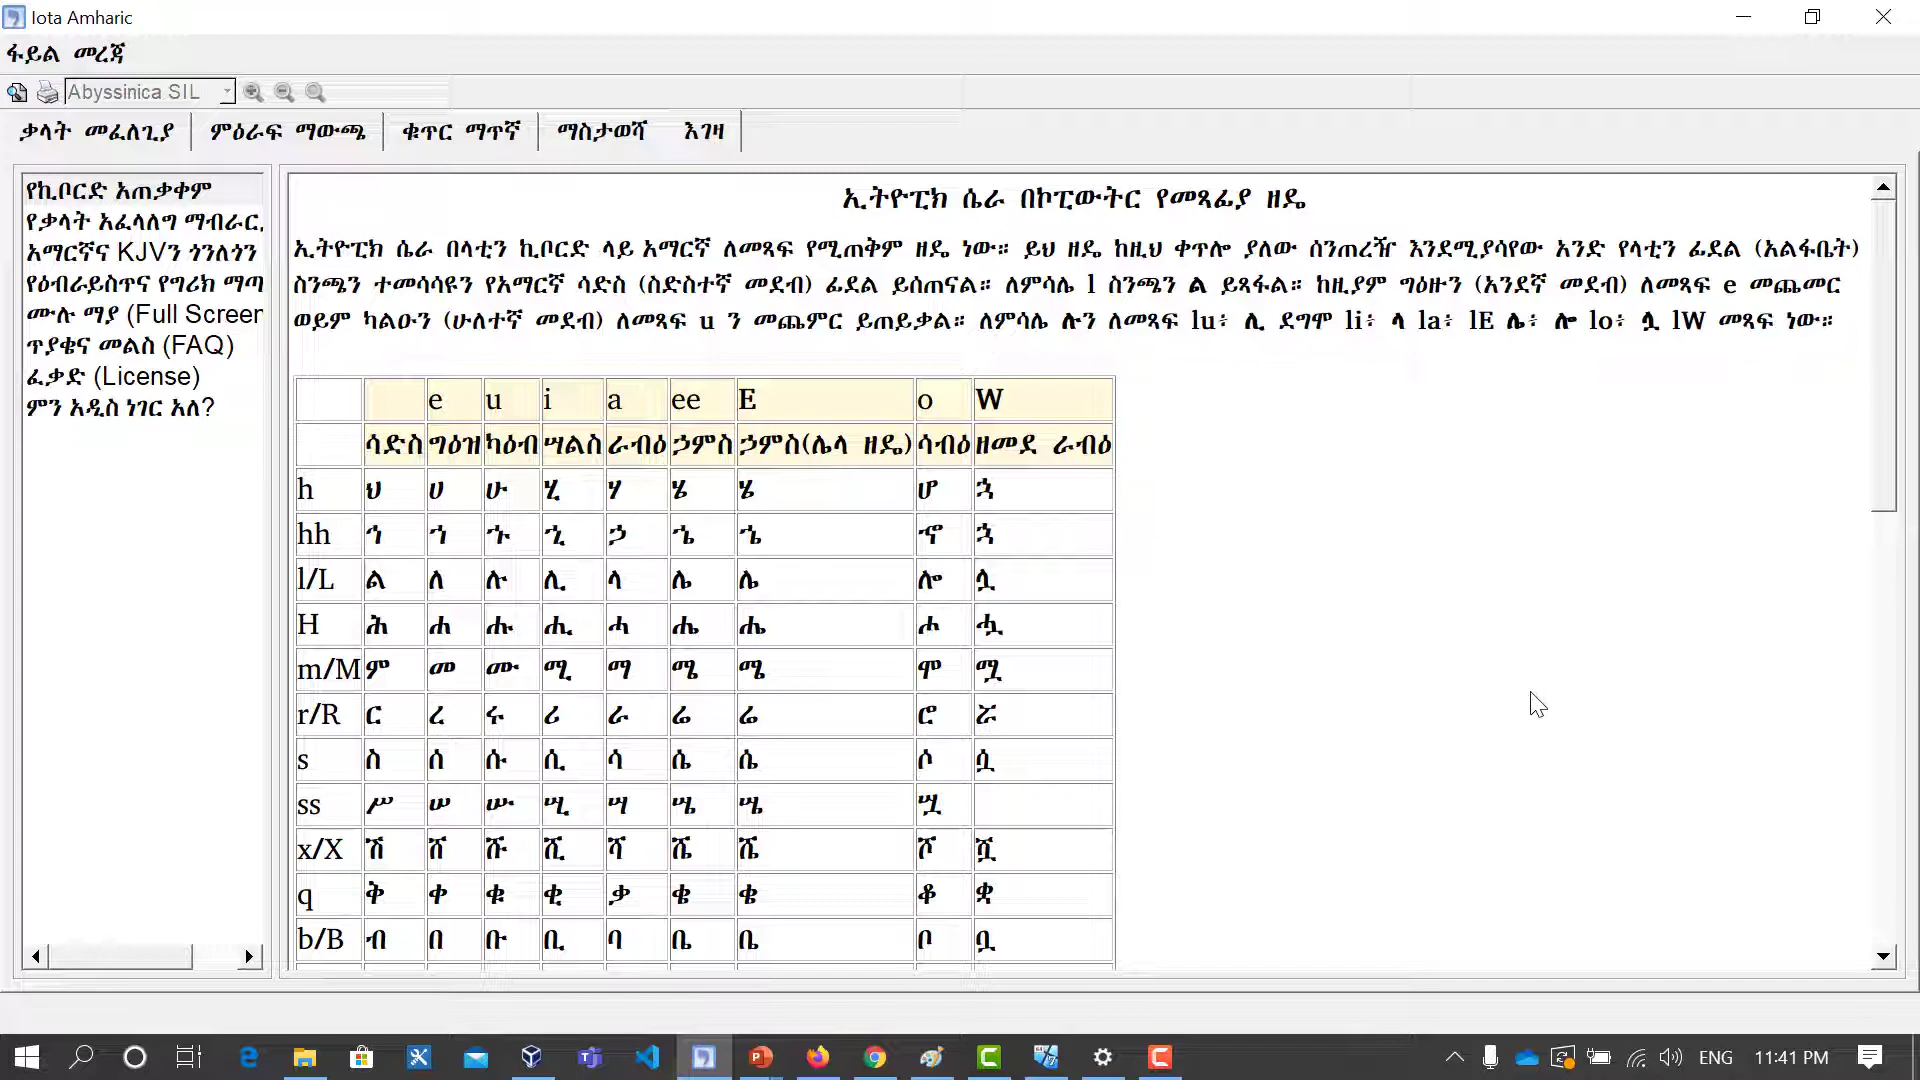 Iota Amharic
ፋይል መረጃ
Abyssinica SIL
ቃላት መፈለጊያ ምዕራፍ ማውጫ ቁጥር ማጥኛ ማስታወሻ እገዛ
የኪቦርድ አጠቃቀም
የቃላት አፈላለግ ማብራር
አማርኛና KJVን ጎንለጎን
የዕብራይስጥና የግሪክ ማጣ
ሙሉ ማያ (Full Screen
ጥያቄና መልስ (FAQ)
ፈቃድ (License)
ምን አዲስ ነገር አለ?
ኢትዮፒክ ሴራ በኮፒውትር የመጻፊያ ዘዴ
ኢትዮፒክ ሴራ በላቲን ኪቦርድ ላይ አማርኛ ለመጻፍ የሚጠቅም ዘዴ ነው። ይህ ዘዴ ከዚህ ቀጥሎ ያለው ሰንጠረዥ እንደሚያሳየው አንድ የላቲን ፊደል (አልፋቤት)
ስንጫን ተመሳሳዩን የአማርኛ ሳድስ (ስድስተኛ መደብ) ፊደል ይሰጠናል። ለምሳሌ l ስንጫን ል ይጻፋል። ከዚያም ግዕዙን (አንደኛ መደብ) ለመጻፍ e መጨመር
ወይም ካልዑን (ሁለተኛ መደብ) ለመጻፍ u ን መጨምር ይጠይቃል። ለምሳሌ ሉን ለመጻፍ lu፥ ሊ ደግሞ li፥ ላ la፥ lE ሌ፥ ሎ lo፥ ሏ lW መጻፍ ነው።
e u i a ee E o W
ሳድስ ግዕዝ ካዕብ ሣልስ ራብዕ ኃምስ ኃምስ(ሌላ ዘዴ) ሳብዕ ዘመደ ራብዕ
h ህ ሀ ሁ ሂ ሃ ሄ ሄ ሆ ኋ
hh ኅ ኀ ኁ ኂ ኃ ኄ ኄ ኆ ኋ
l/L ል ለ ሉ ሊ ላ ሌ ሌ ሎ ሏ
H ሕ ሐ ሑ ሒ ሓ ሔ ሔ ሖ ሗ
m/M ም መ ሙ ሚ ማ ሜ ሜ ሞ ሟ
r/R ር ረ ሩ ሪ ራ ሬ ሬ ሮ ሯ
s ስ ሰ ሱ ሲ ሳ ሴ ሴ ሶ ሷ
ss ሥ ሠ ሡ ሢ ሣ ሤ ሤ ሧ
x/X ሽ ሸ ሹ ሺ ሻ ሼ ሼ ሾ ሿ
q ቅ ቀ ቁ ቂ ቃ ቄ ቄ ቆ ቋ
b/B ብ በ ቡ ቢ ባ ቤ ቤ ቦ ቧ
ENG 11:41 PM